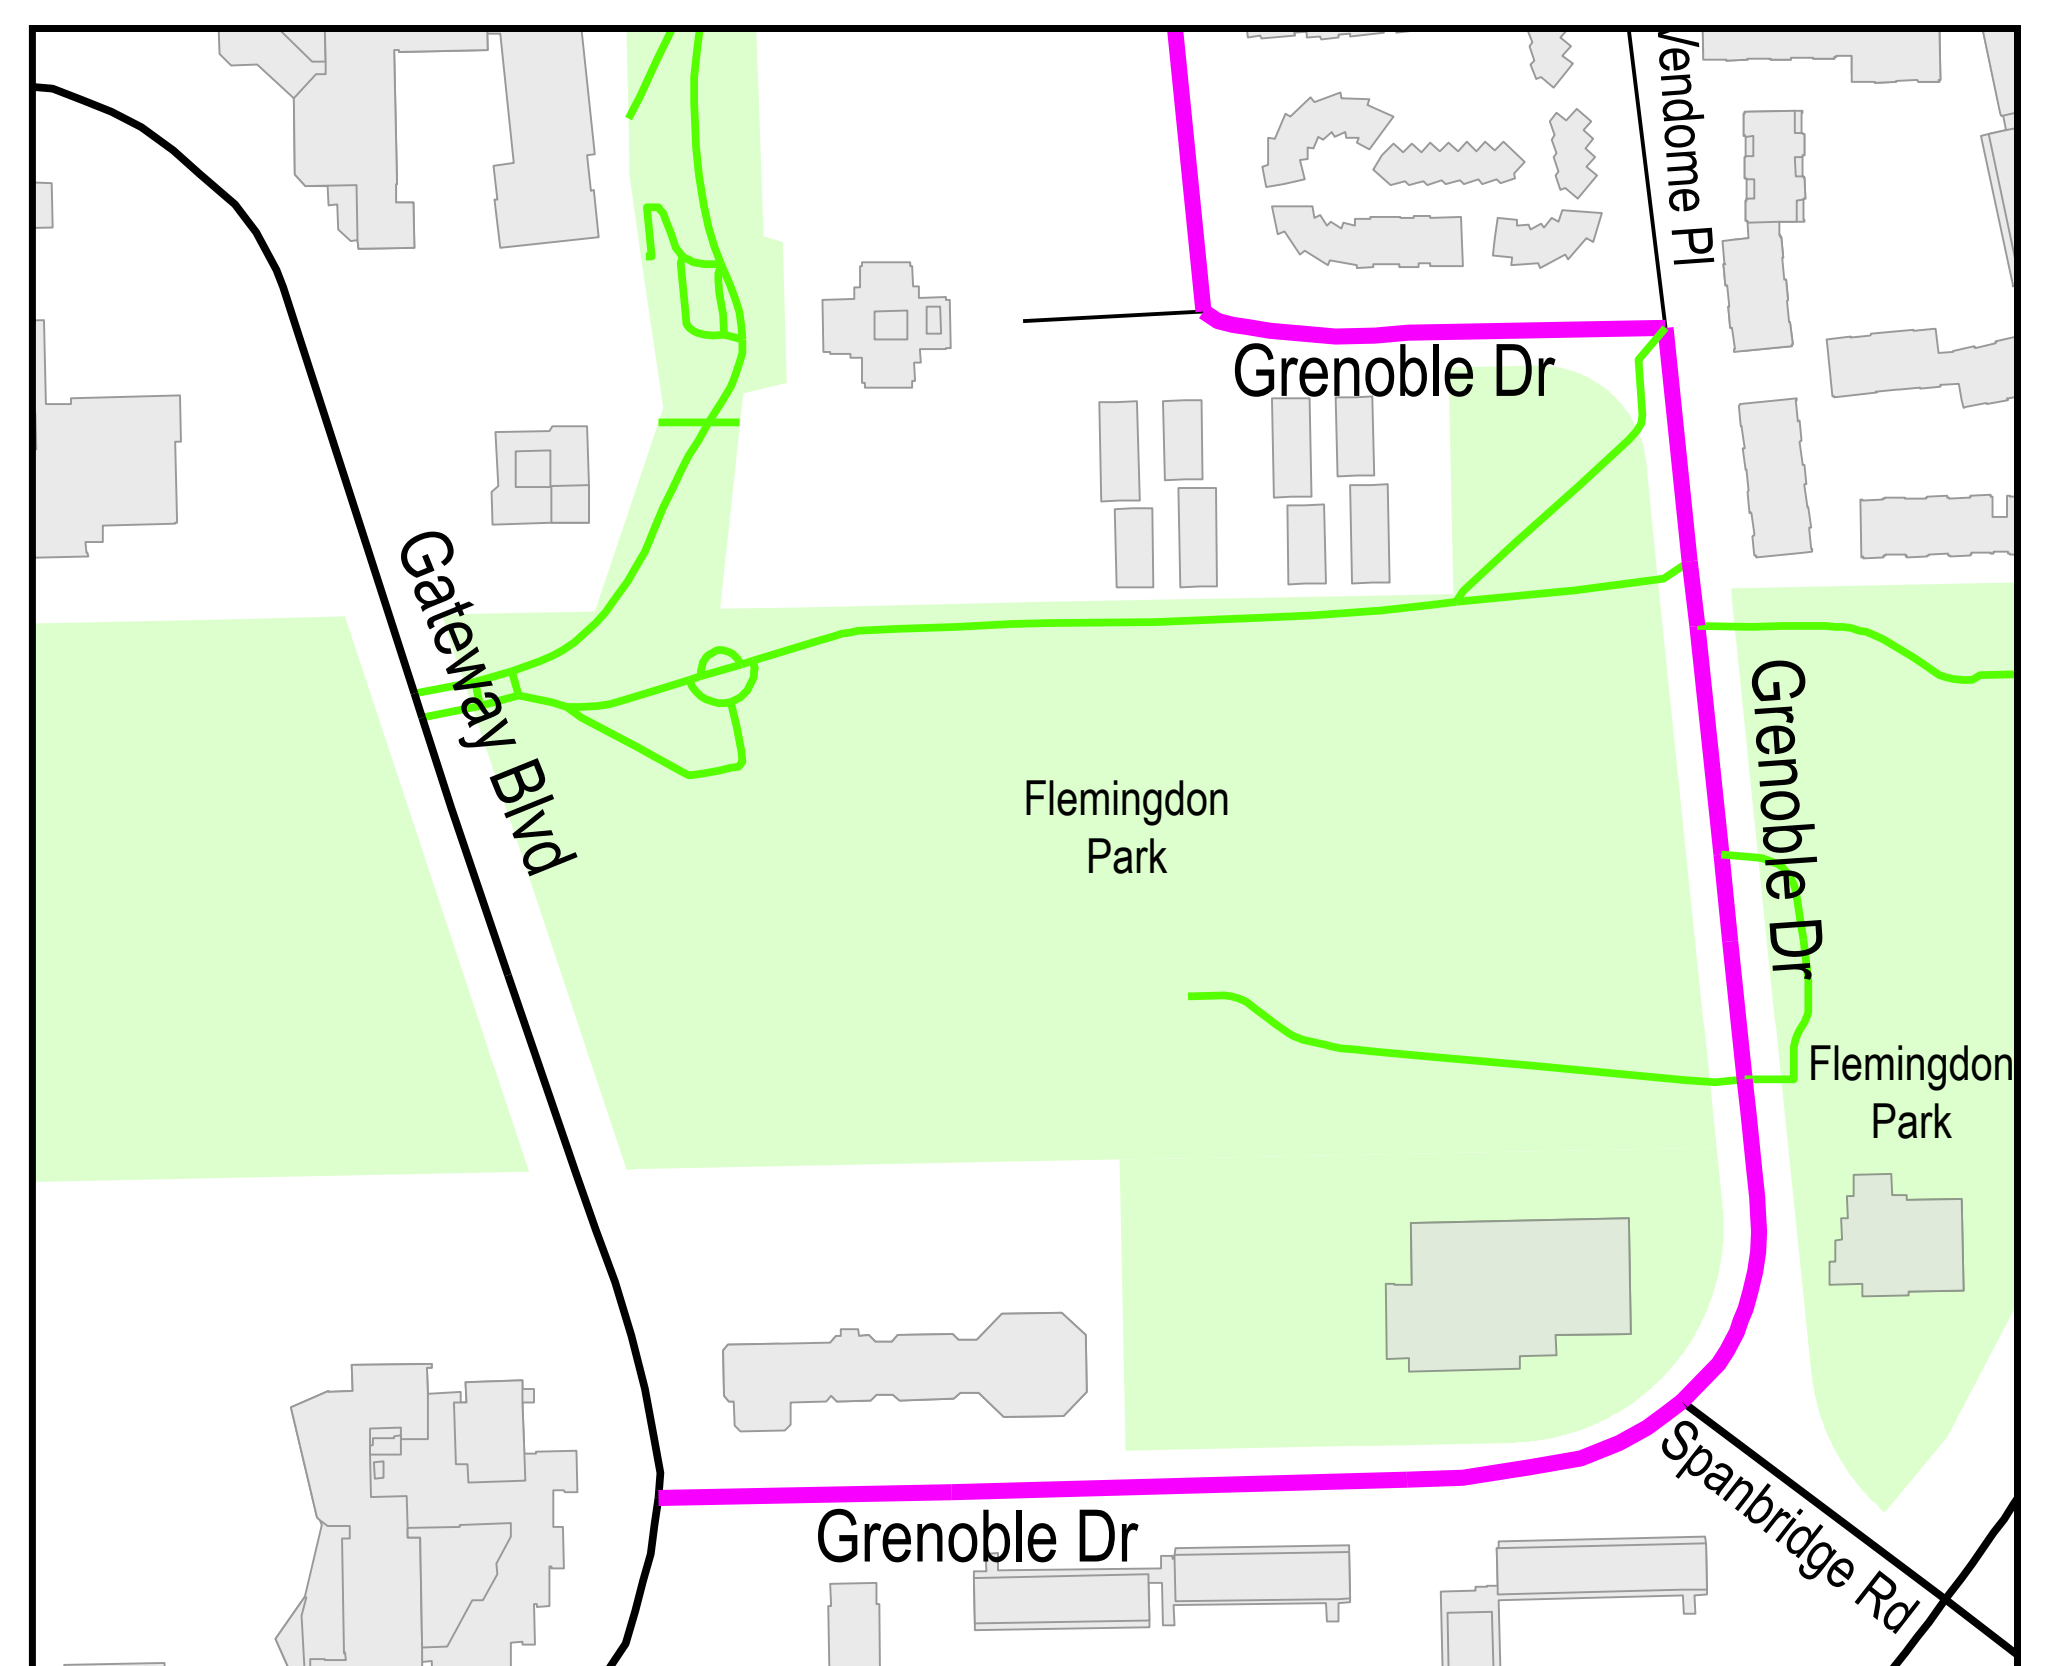 Vendome Pl
Grenoble Dr
Gateway Blvd
Grenoble Dr
Flemingdon
Park
Flemingdon
Park
Spanbridge Rd
Grenoble Dr